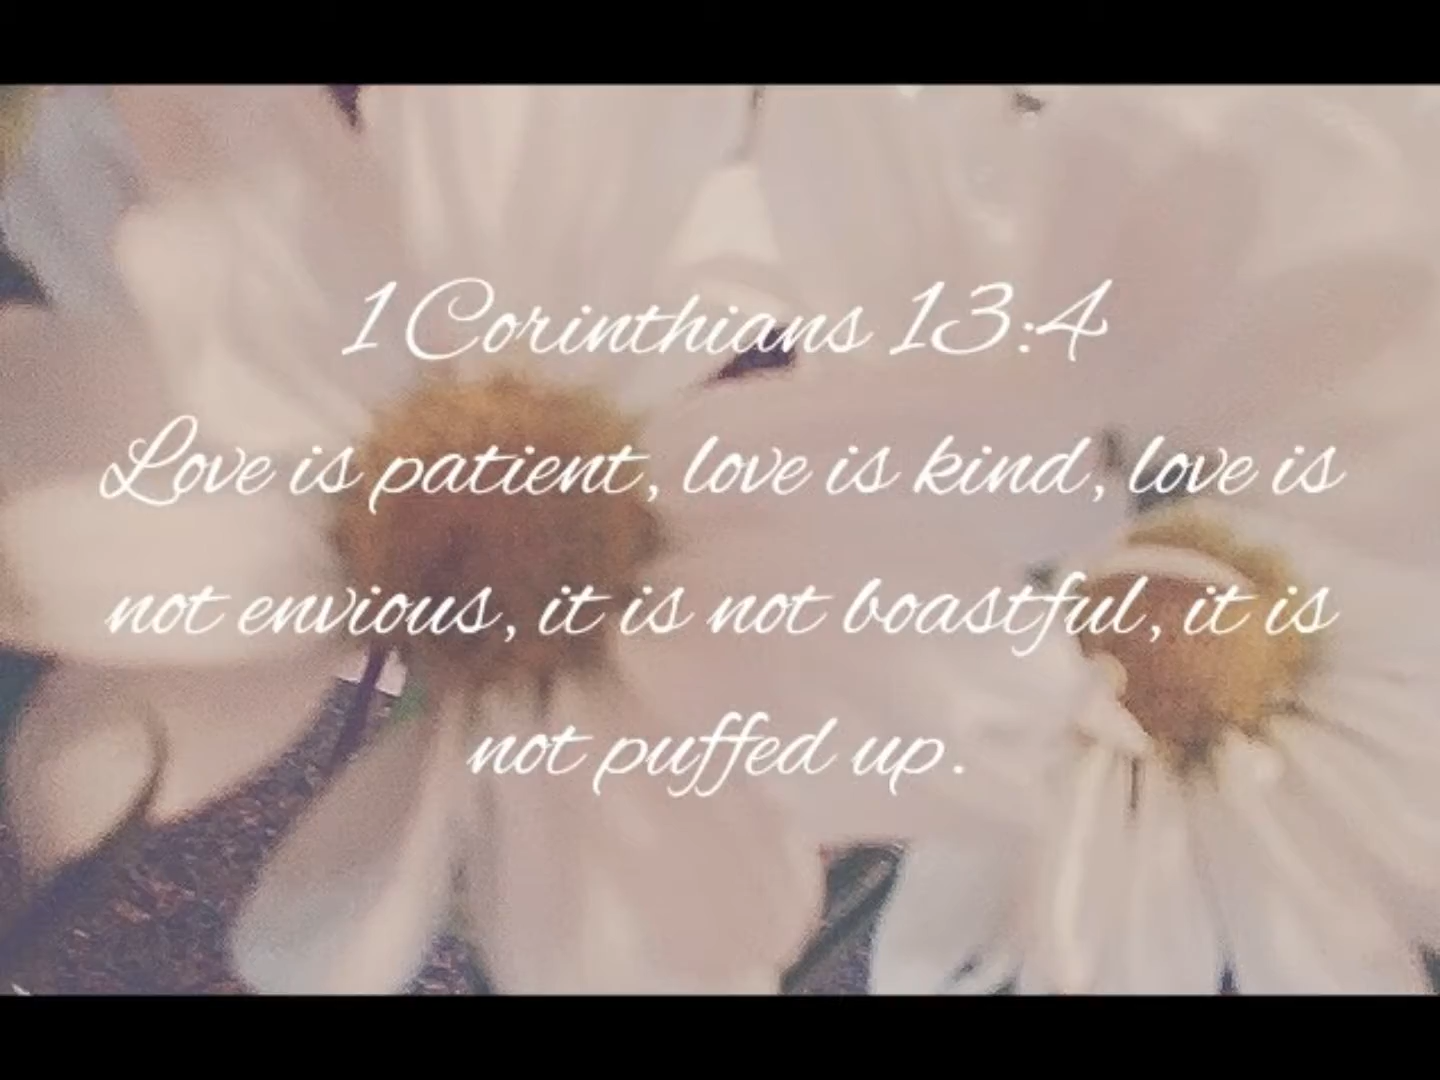 1 Corinthians 13:4
Love is patient, love is kind, love is
not envious, it is not boastful, it is
not puffed up.